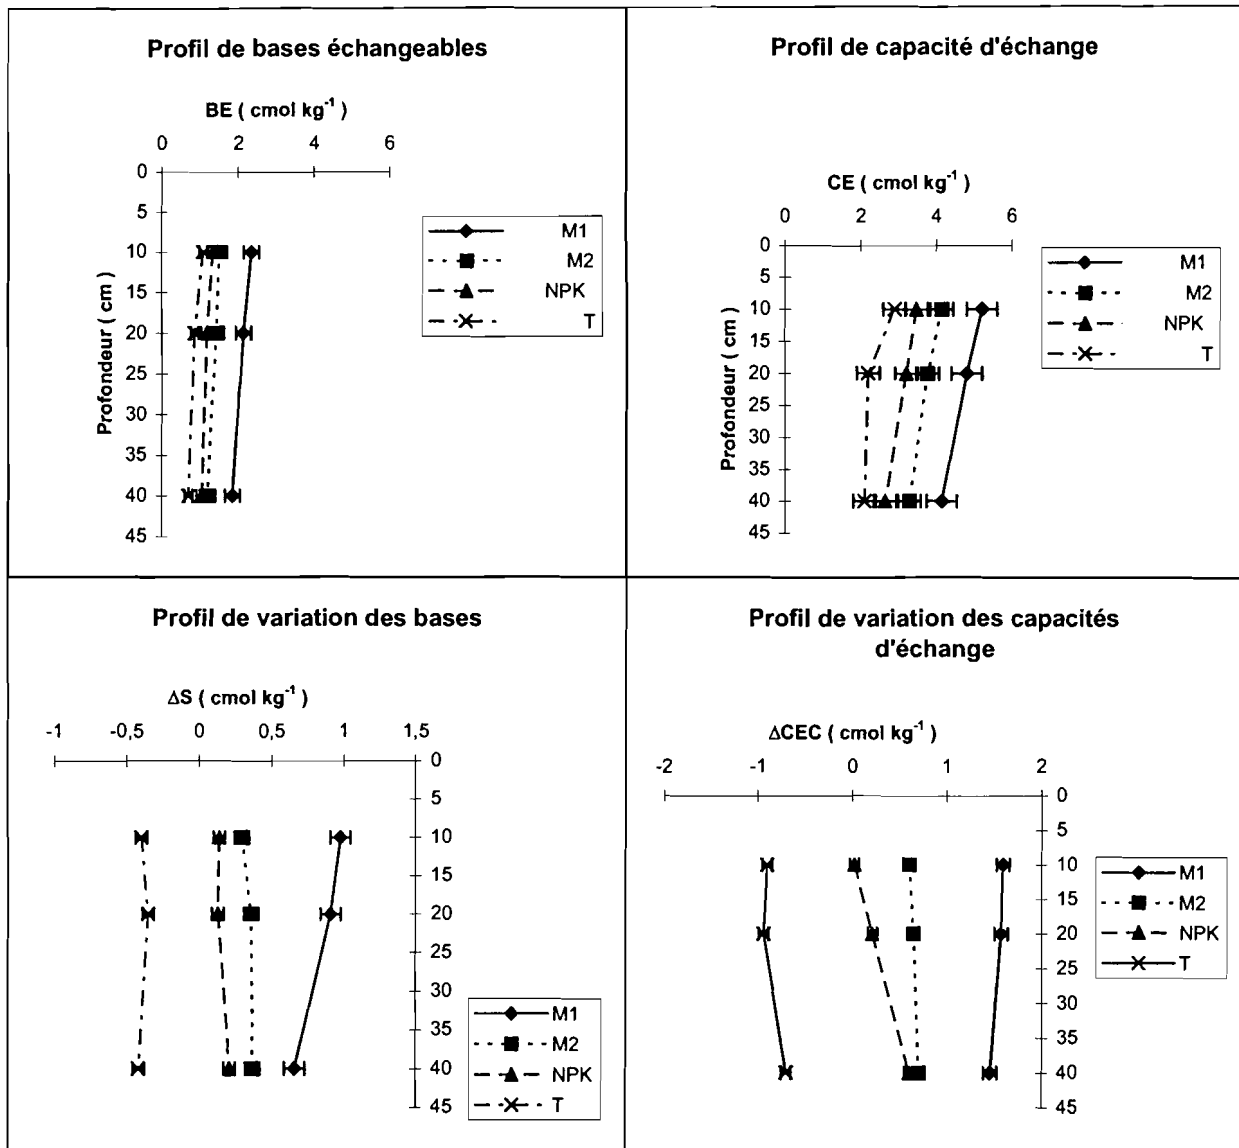 Profil de bases échangeables
BE ( cmol kg⁻¹ )
0 2 4 6
0
5
10
15
20
25
30
35
40
45
Profondeur ( cm )
M1
M2
NPK
T
Profil de capacité d'échange
CE ( cmol kg⁻¹ )
0 2 4 6
0
5
10
15
20
25
30
35
40
45
Profondeur ( cm )
M1
M2
NPK
T
Profil de variation des bases
ΔS ( cmol kg⁻¹ )
-1 -0,5 0 0,5 1 1,5
0
5
10
15
20
25
30
35
40
45
M1
M2
NPK
T
Profil de variation des capacités
d'échange
ΔCEC ( cmol kg⁻¹ )
-2 -1 0 1 2
0
5
10
15
20
25
30
35
40
45
M1
M2
NPK
T